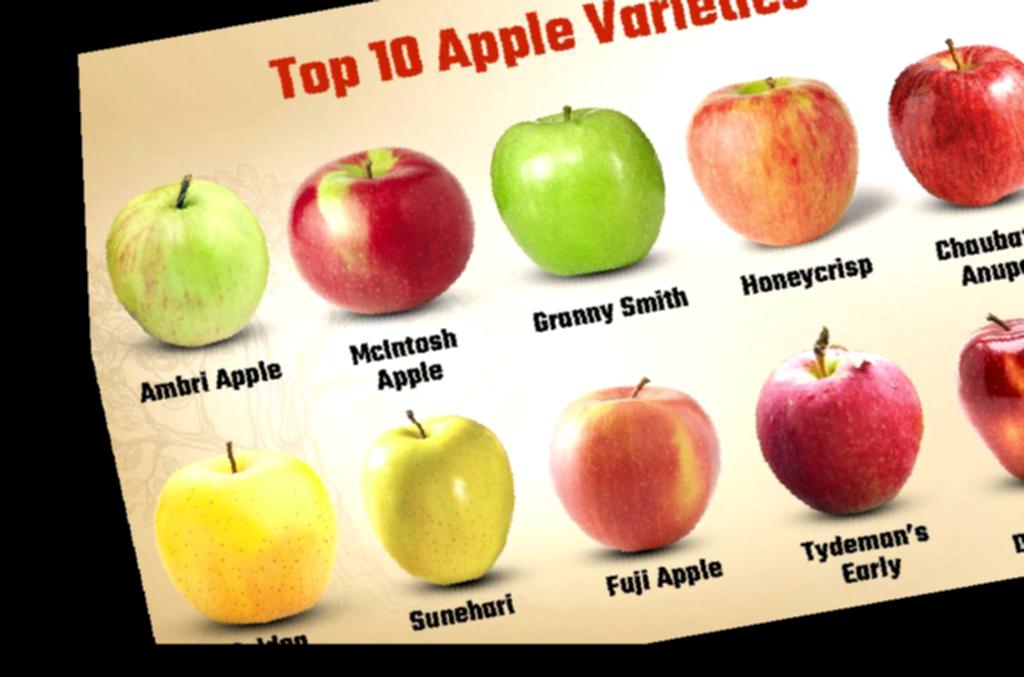 Top 10 Apple Varieties
Ambri Apple
McIntosh
Apple
Granny Smith
Honeycrisp
Sunehari
Fuji Apple
Tydeman's
Early